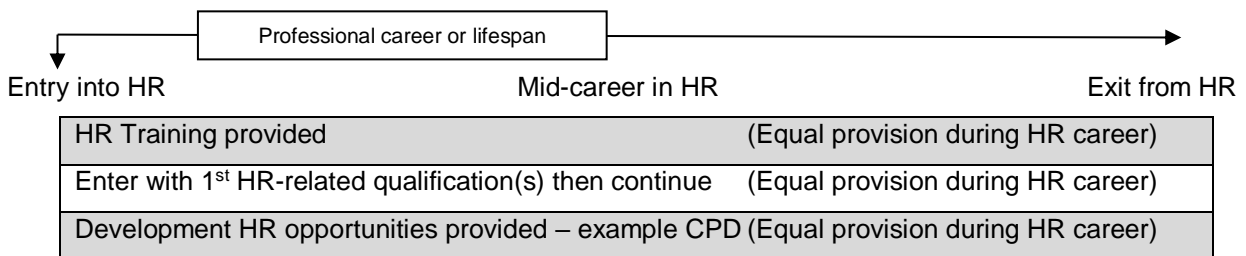 Professional career or lifespan
Entry into HR Mid-career in HR Exit from HR
HR Training provided (Equal provision during HR career)
Enter with 1st HR-related qualification(s) then continue (Equal provision during HR career)
Development HR opportunities provided – example CPD (Equal provision during HR career)